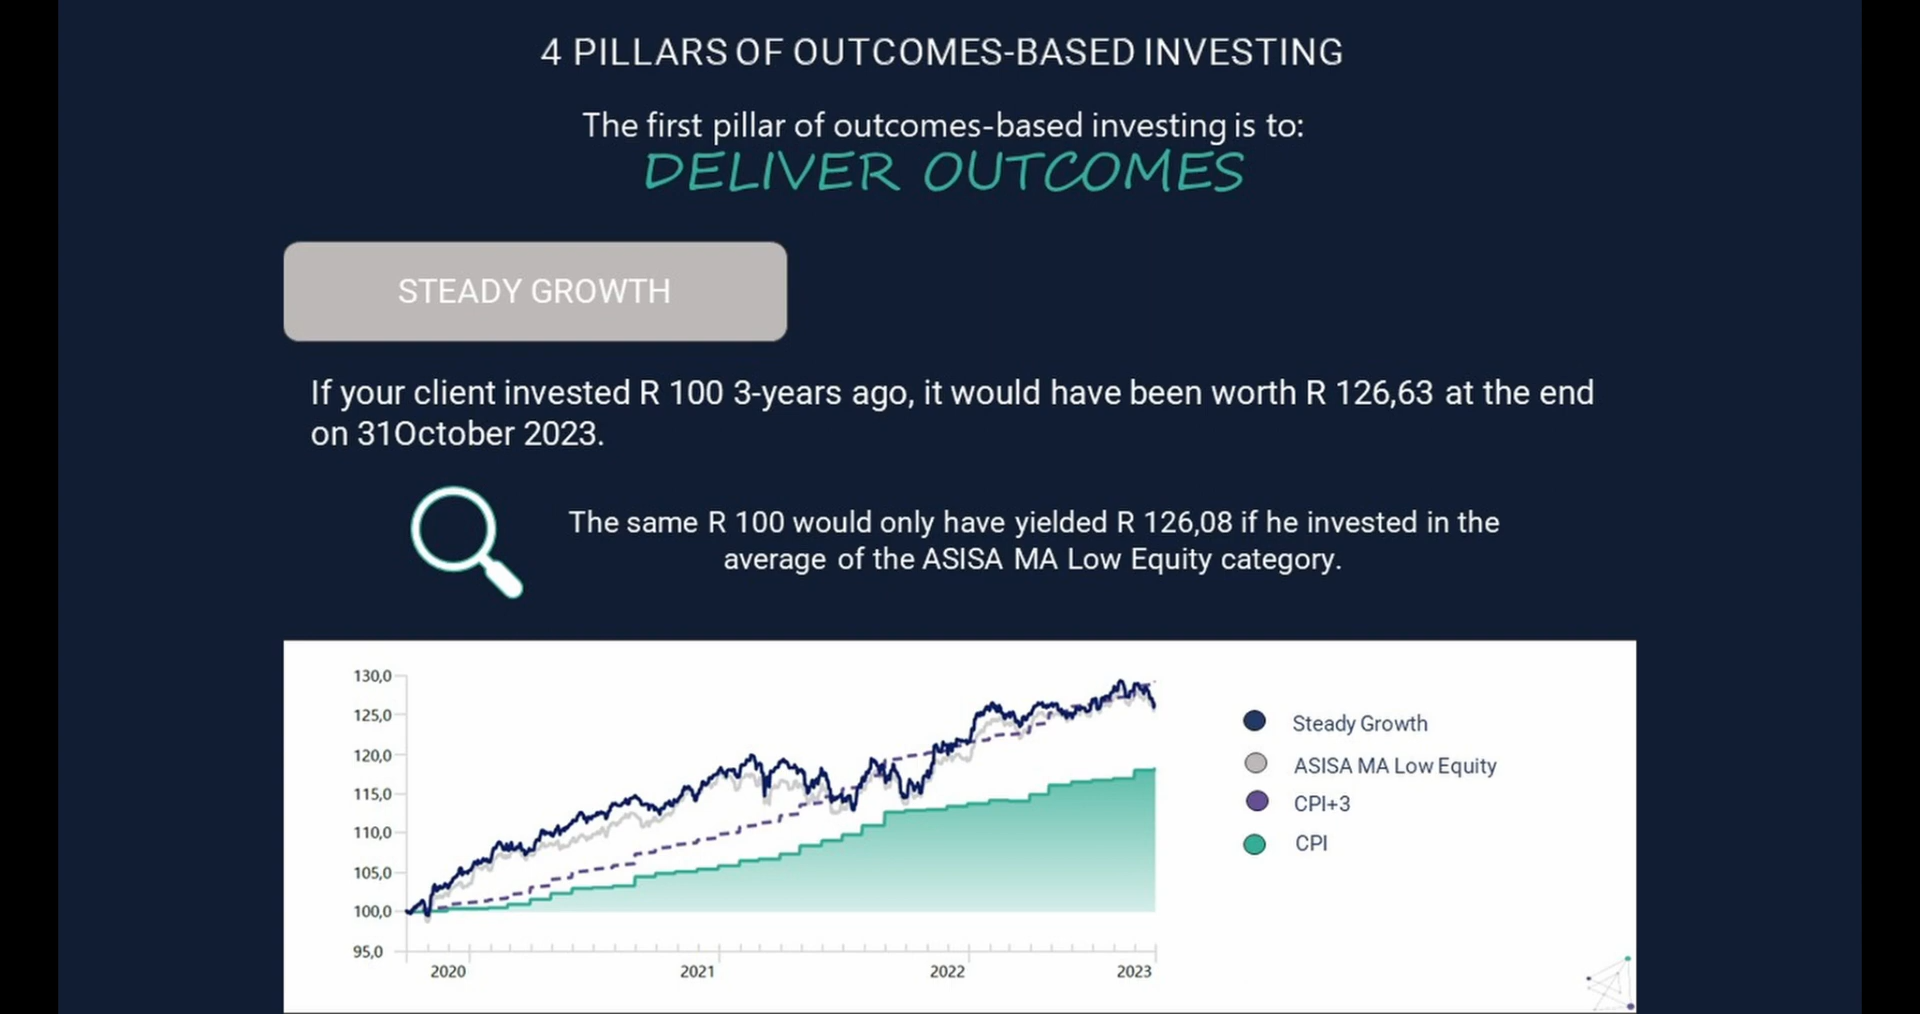 4 PILLARS OF OUTCOMES-BASED INVESTING
The first pillar of outcomes-based investing is to:
DELIVER OUTCOMES
STEADY GROWTH
If your client invested R 100 3-years ago, it would have been worth R 126,63 at the end
on 31October 2023.
The same R 100 would only have yielded R 126,08 if he invested in the
average of the ASISA MA Low Equity category.
130,0
125,0
120,0
115,0
110,0
105,0
100,0
95,0
2020 2021 2022 2023
Steady Growth
ASISA MA Low Equity
CPI+3
CPI